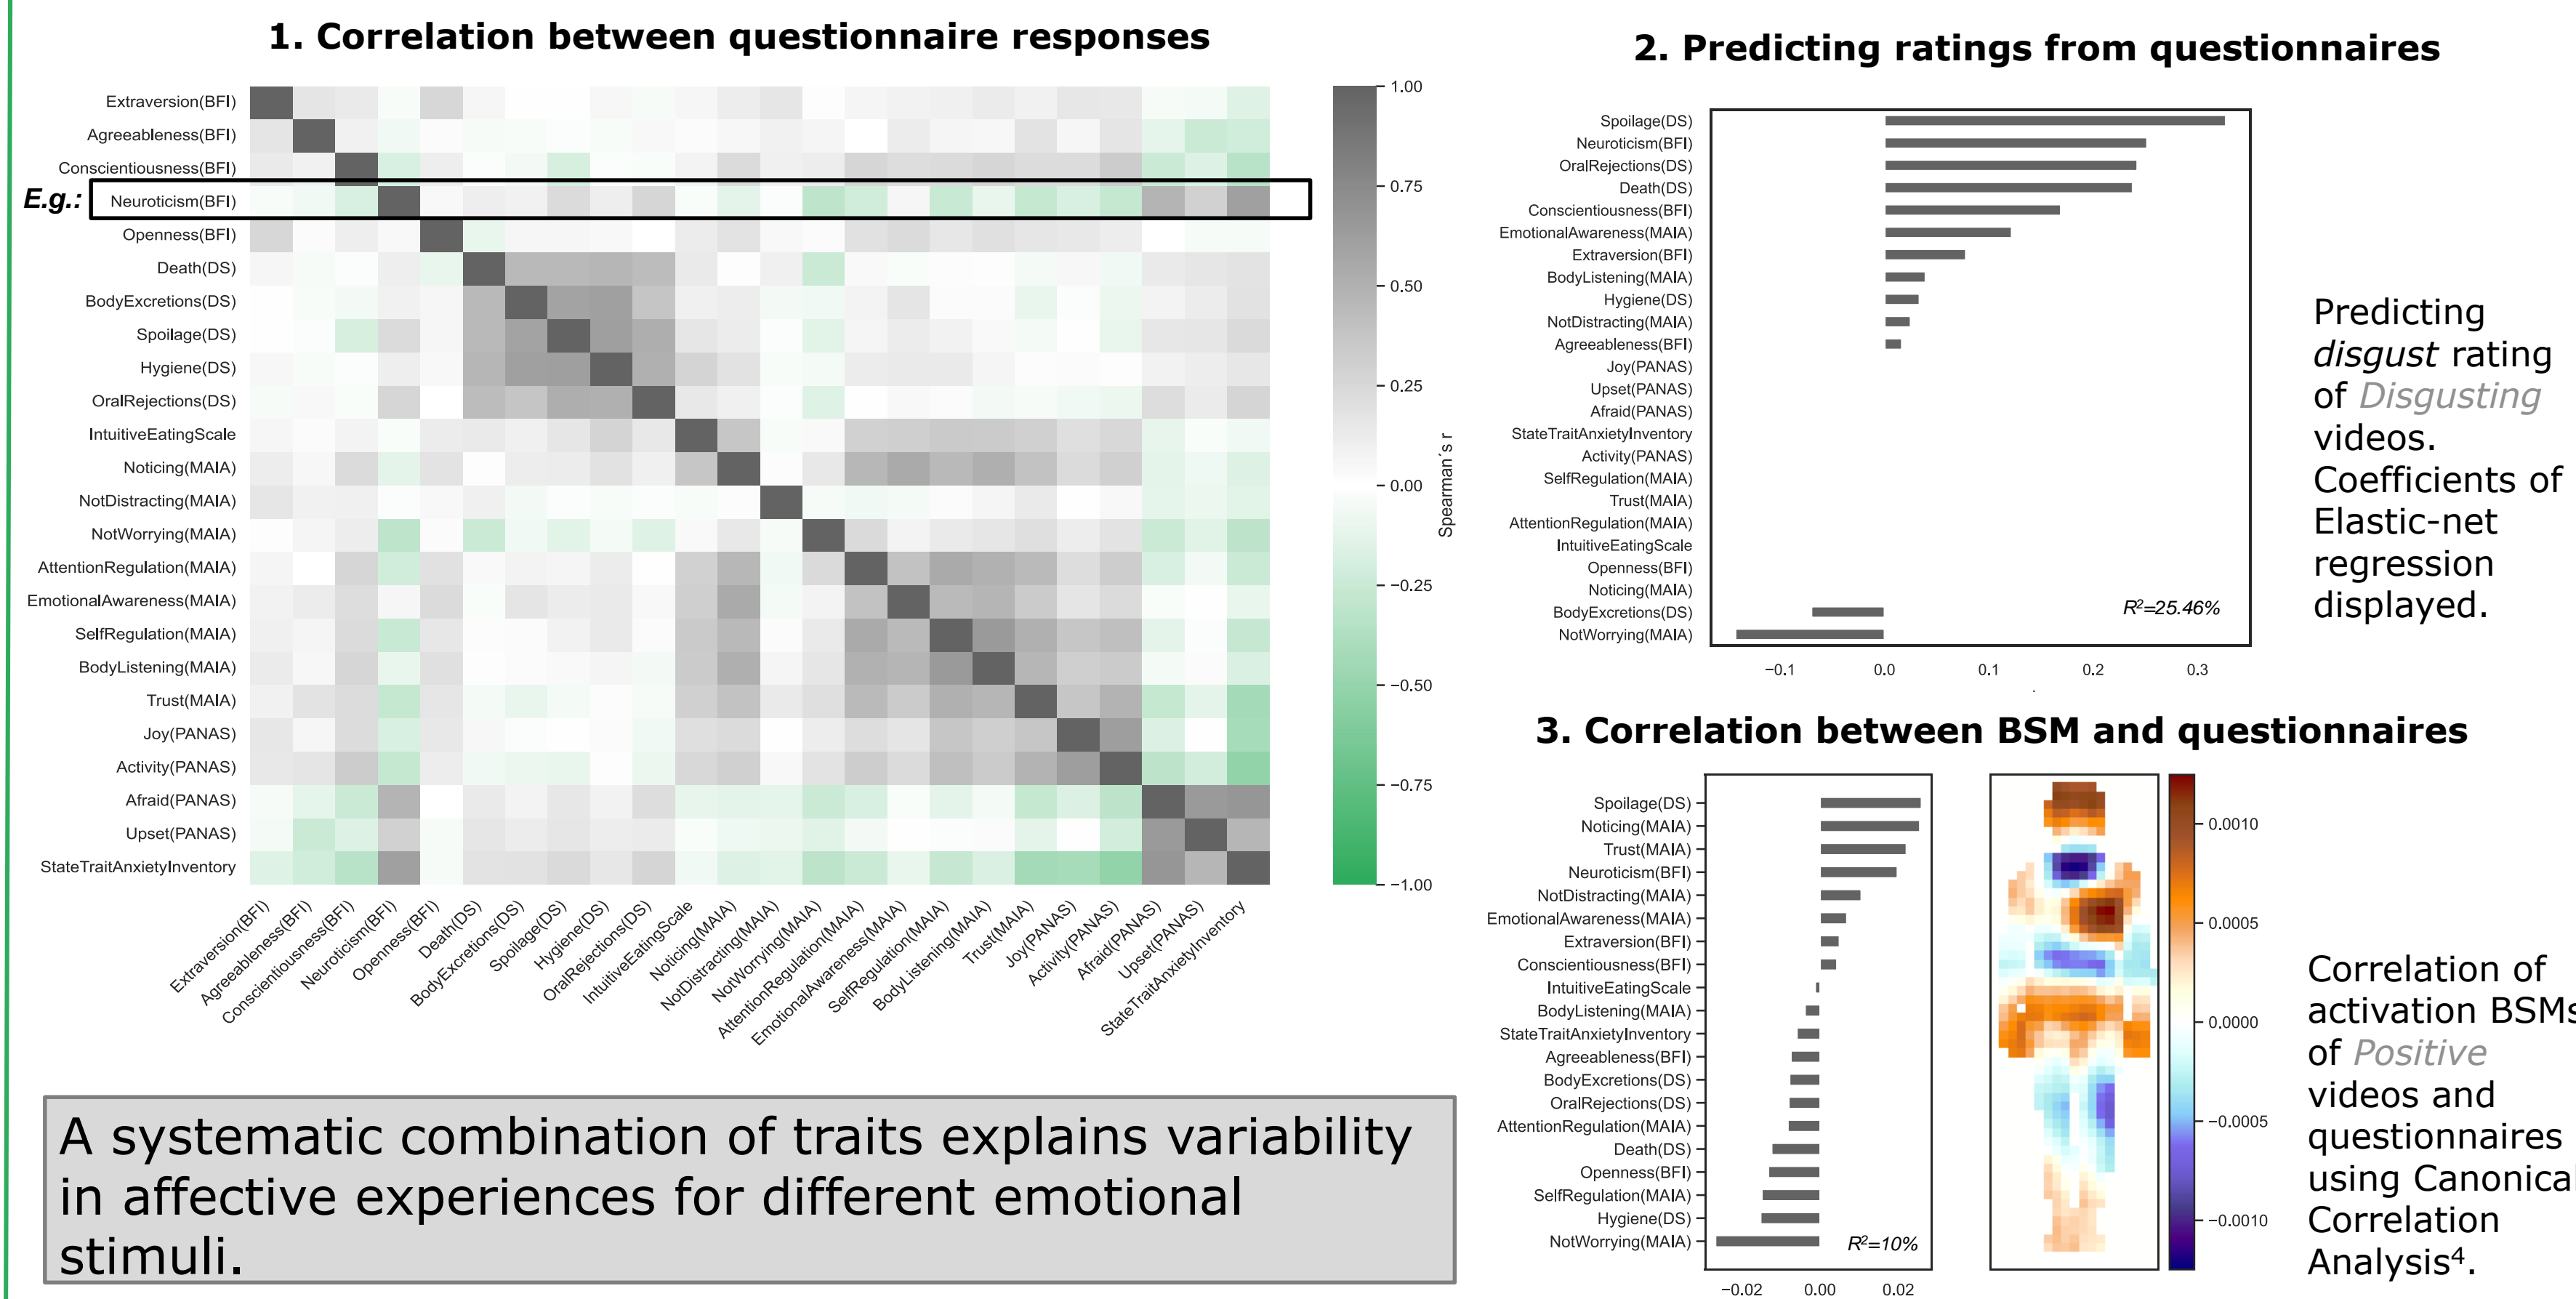 1. Correlation between questionnaire responses
Extraversion(BFI)
Agreeableness(BFI)
Conscientiousness(BFI)
E.g.:
Neuroticism(BFI)
Openness(BFI)
Death(DS)
BodyExcretions(DS)
Spoilage(DS)
Hygiene(DS)
OralRejections(DS)
IntuitiveEatingScale
Noticing(MAIA)
NotDistracting(MAIA)
NotWorrying(MAIA)
AttentionRegulation(MAIA)
EmotionalAwareness(MAIA)
SelfRegulation(MAIA)
BodyListening(MAIA)
Trust(MAIA)
Joy(PANAS)
Activity(PANAS)
Afraid(PANAS)
Upset(PANAS)
StateTraitAnxietyInventory
Extraversion(BFI)
Agreeableness(BFI)
Conscientiousness(BFI)
Neuroticism(BFI)
Openness(BFI)
Death(DS)
BodyExcretions(DS)
Spoilage(DS)
Hygiene(DS)
OralRejections(DS)
IntuitiveEatingScale
Noticing(MAIA)
NotDistracting(MAIA)
NotWorrying(MAIA)
AttentionRegulation(MAIA)
EmotionalAwareness(MAIA)
SelfRegulation(MAIA)
BodyListening(MAIA)
Trust(MAIA)
Joy(PANAS)
Activity(PANAS)
Afraid(PANAS)
Upset(PANAS)
StateTraitAnxietyInventory
1.00
0.75
0.50
0.25
0.00
−0.25
−0.50
−0.75
−1.00
Spearman´s r
A systematic combination of traits explains variability
in affective experiences for different emotional
stimuli.
2. Predicting ratings from questionnaires
Spoilage(DS)
Neuroticism(BFI)
OralRejections(DS)
Death(DS)
Conscientiousness(BFI)
EmotionalAwareness(MAIA)
Extraversion(BFI)
BodyListening(MAIA)
Hygiene(DS)
NotDistracting(MAIA)
Agreeableness(BFI)
Joy(PANAS)
Upset(PANAS)
Afraid(PANAS)
StateTraitAnxietyInventory
Activity(PANAS)
SelfRegulation(MAIA)
Trust(MAIA)
AttentionRegulation(MAIA)
IntuitiveEatingScale
Openness(BFI)
Noticing(MAIA)
BodyExcretions(DS)
NotWorrying(MAIA)
R²=25.46%
−0.1 0.0 0.1 0.2 0.3
Predicting
disgust rating
of Disgusting
videos.
Coefficients of
Elastic-net
regression
displayed.
3. Correlation between BSM and questionnaires
Spoilage(DS)
Noticing(MAIA)
Trust(MAIA)
Neuroticism(BFI)
NotDistracting(MAIA)
EmotionalAwareness(MAIA)
Extraversion(BFI)
Conscientiousness(BFI)
IntuitiveEatingScale
BodyListening(MAIA)
StateTraitAnxietyInventory
Agreeableness(BFI)
BodyExcretions(DS)
OralRejections(DS)
AttentionRegulation(MAIA)
Death(DS)
Openness(BFI)
SelfRegulation(MAIA)
Hygiene(DS)
NotWorrying(MAIA)
R²=10%
−0.02 0.00 0.02
0.0010
0.0005
0.0000
−0.0005
−0.0010
Correlation of
activation BSMs
of Positive
videos and
questionnaires
using Canonical
Correlation
Analysis⁴.